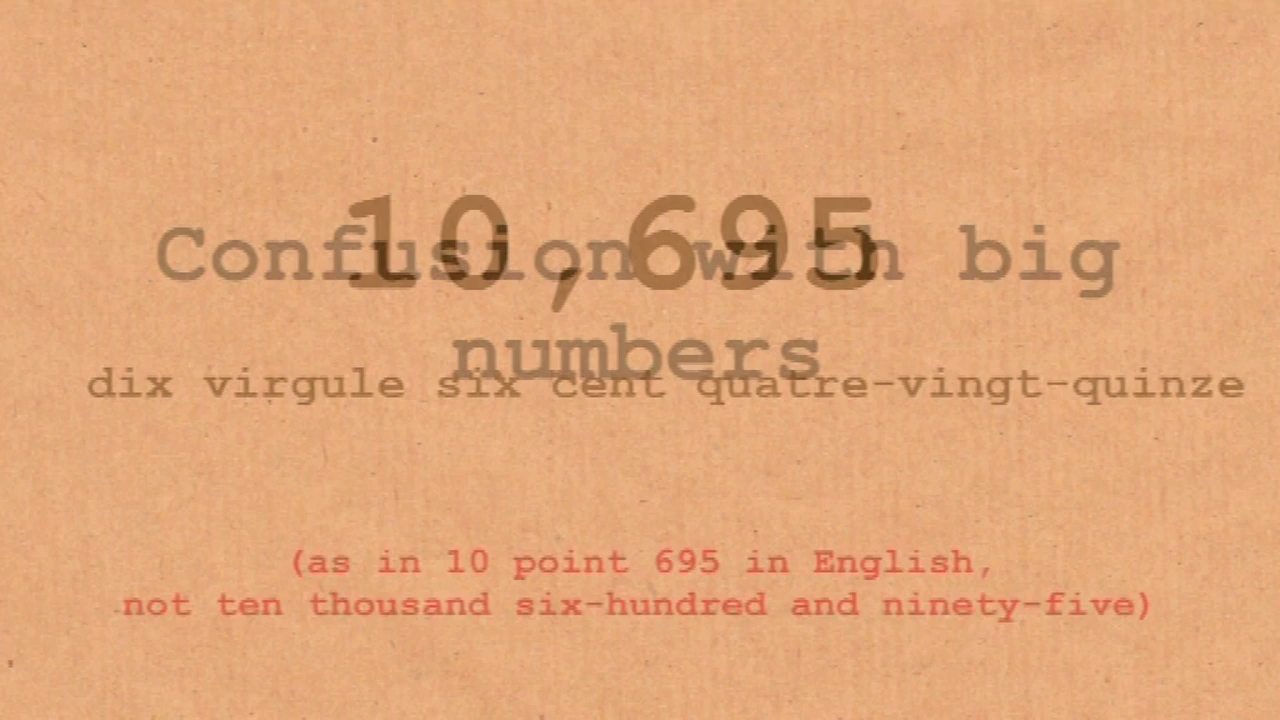 10,695
Confusion with big
numbers
dix virgule six cent quatre-vingt-quinze
(as in 10 point 695 in English,
not ten thousand six-hundred and ninety-five)